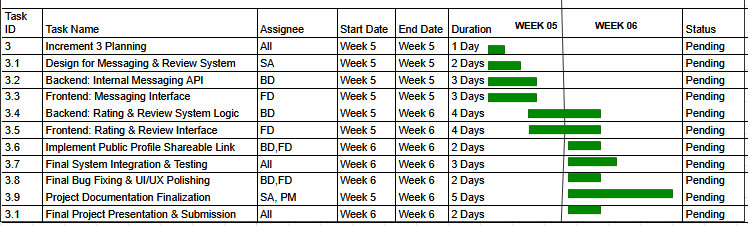 Task ID Task Name Assignee Start Date End Date Duration WEEK 05 WEEK 06 Status
3 Increment 3 Planning All Week 5 Week 5 1 Day Pending
3.1 Design for Messaging & Review System SA Week 5 Week 5 2 Days Pending
3.2 Backend: Internal Messaging API BD Week 5 Week 5 3 Days Pending
3.3 Frontend: Messaging Interface FD Week 5 Week 5 3 Days Pending
3.4 Backend: Rating & Review System Logic BD Week 5 Week 6 4 Days Pending
3.5 Frontend: Rating & Review Interface FD Week 5 Week 6 4 Days Pending
3.6 Implement Public Profile Shareable Link BD,FD Week 6 Week 6 2 Days Pending
3.7 Final System Integration & Testing All Week 6 Week 6 3 Days Pending
3.8 Final Bug Fixing & UI/UX Polishing BD,FD Week 6 Week 6 2 Days Pending
3.9 Project Documentation Finalization SA, PM Week 5 Week 6 5 Days Pending
3.1 Final Project Presentation & Submission All Week 6 Week 6 2 Days Pending